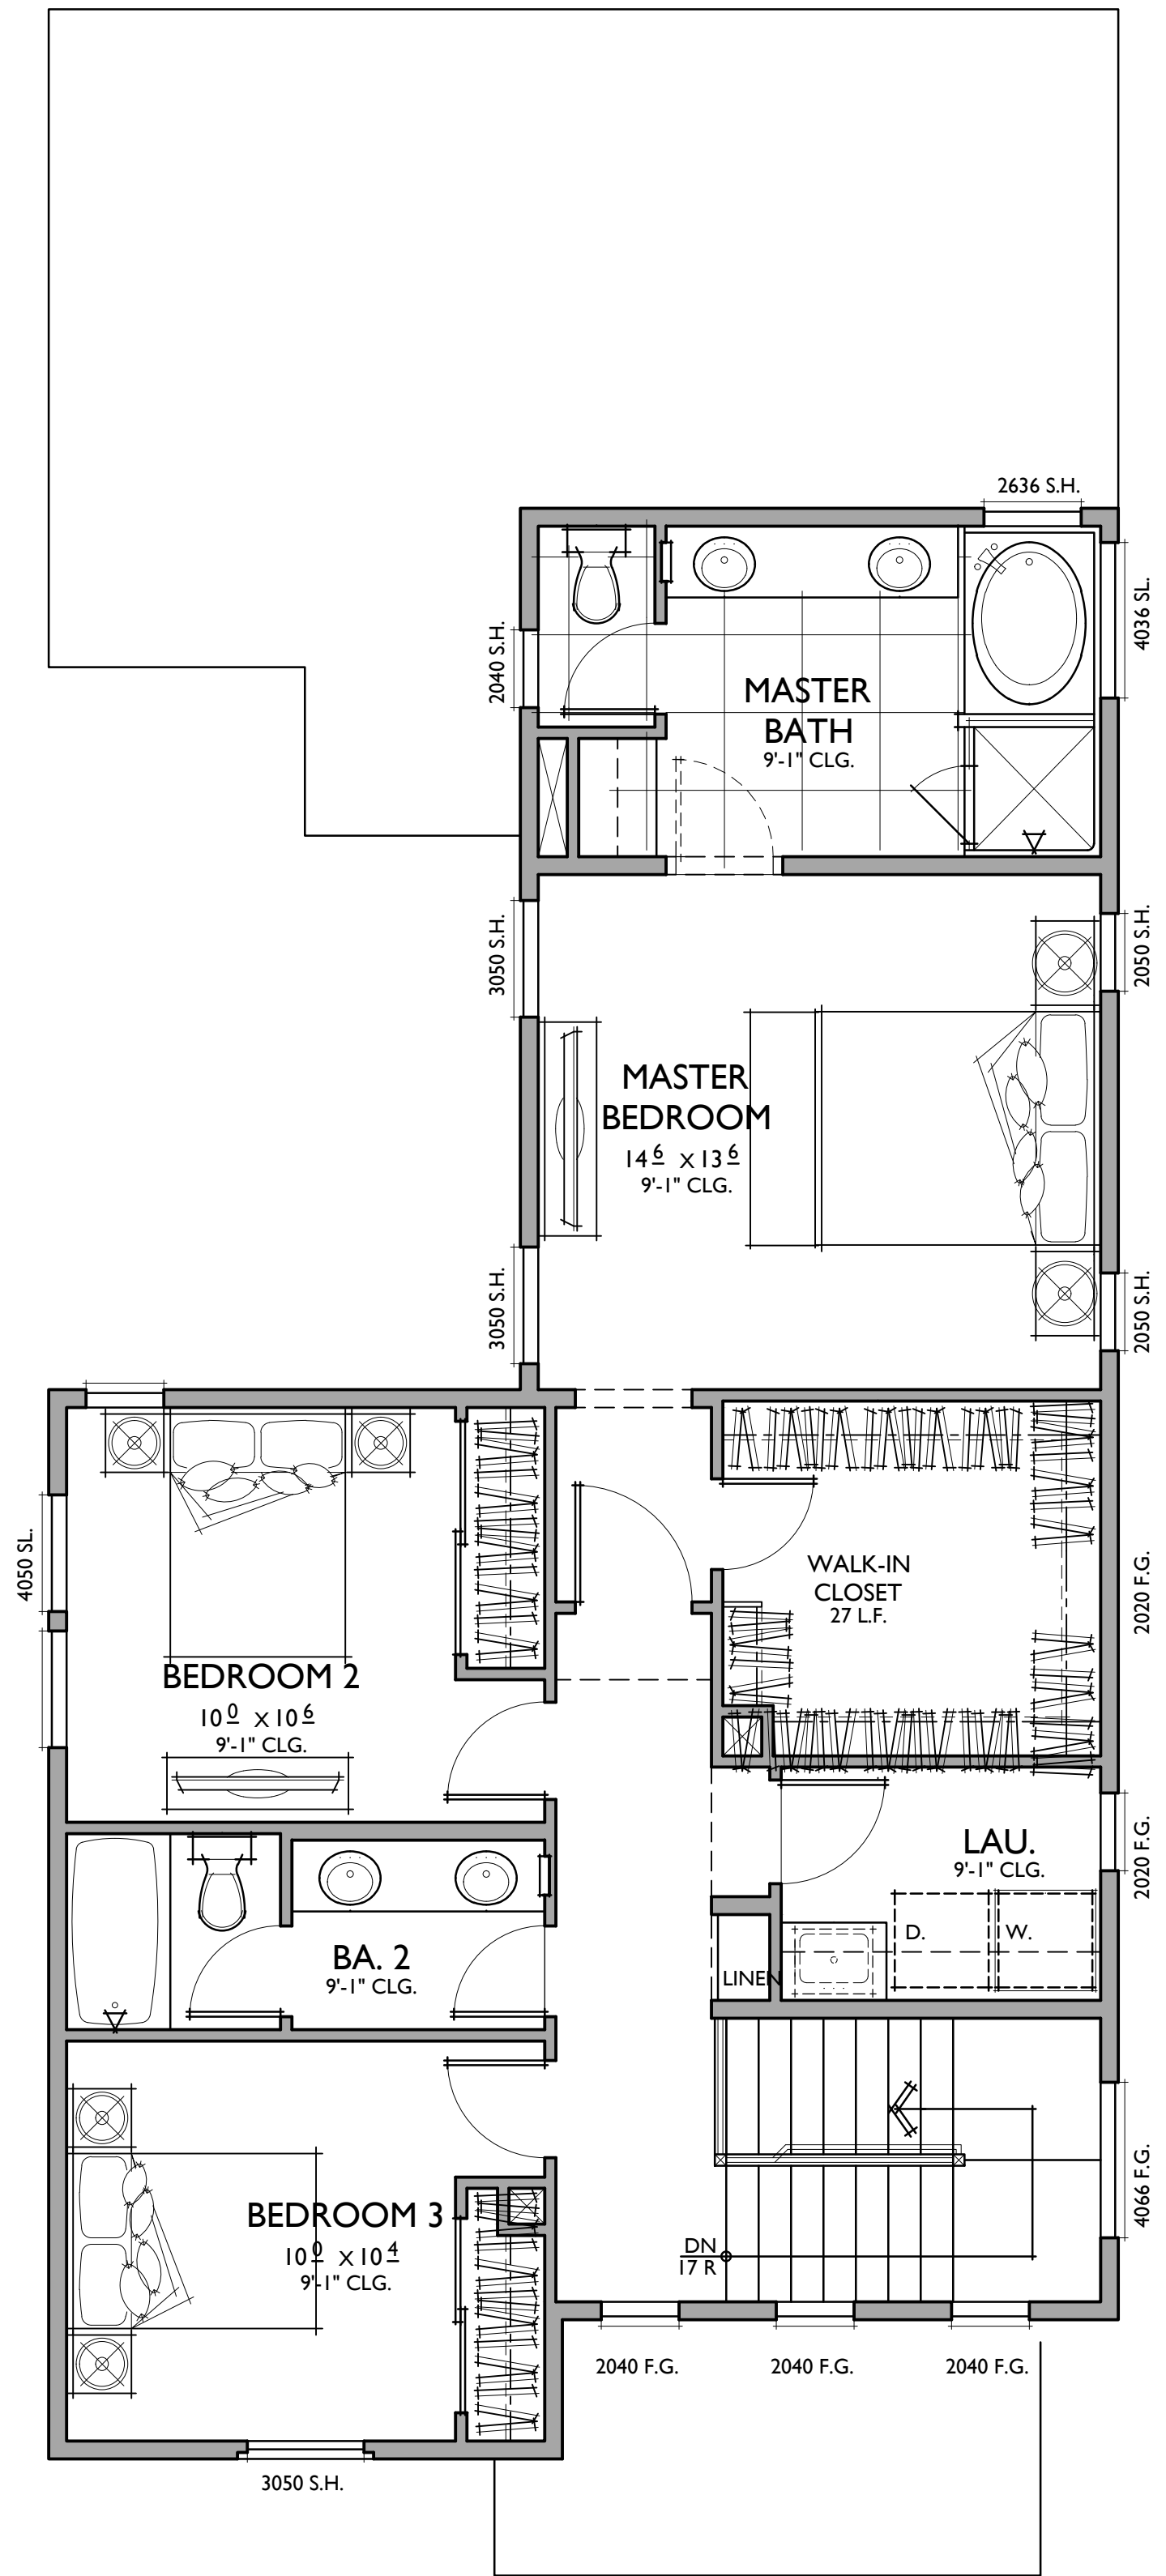 2636 S.H.
4036 SL.
2040 S.H.
MASTER
BATH
9'-1" CLG.
3050 S.H.
2050 S.H.
MASTER
BEDROOM
14 6 X 13 6
9'-1" CLG.
3050 S.H.
2050 S.H.
4050 SL.
WALK-IN
CLOSET
27 L.F.
2020 F.G.
BEDROOM 2
10 0 X 10 6
9'-1" CLG.
LAU.
9'-1" CLG.
2020 F.G.
D.
W.
BA. 2
9'-1" CLG.
LINEN
4066 F.G.
BEDROOM 3
10 0 X 10 4
9'-1" CLG.
DN
17 R
2040 F.G.
2040 F.G.
2040 F.G.
3050 S.H.